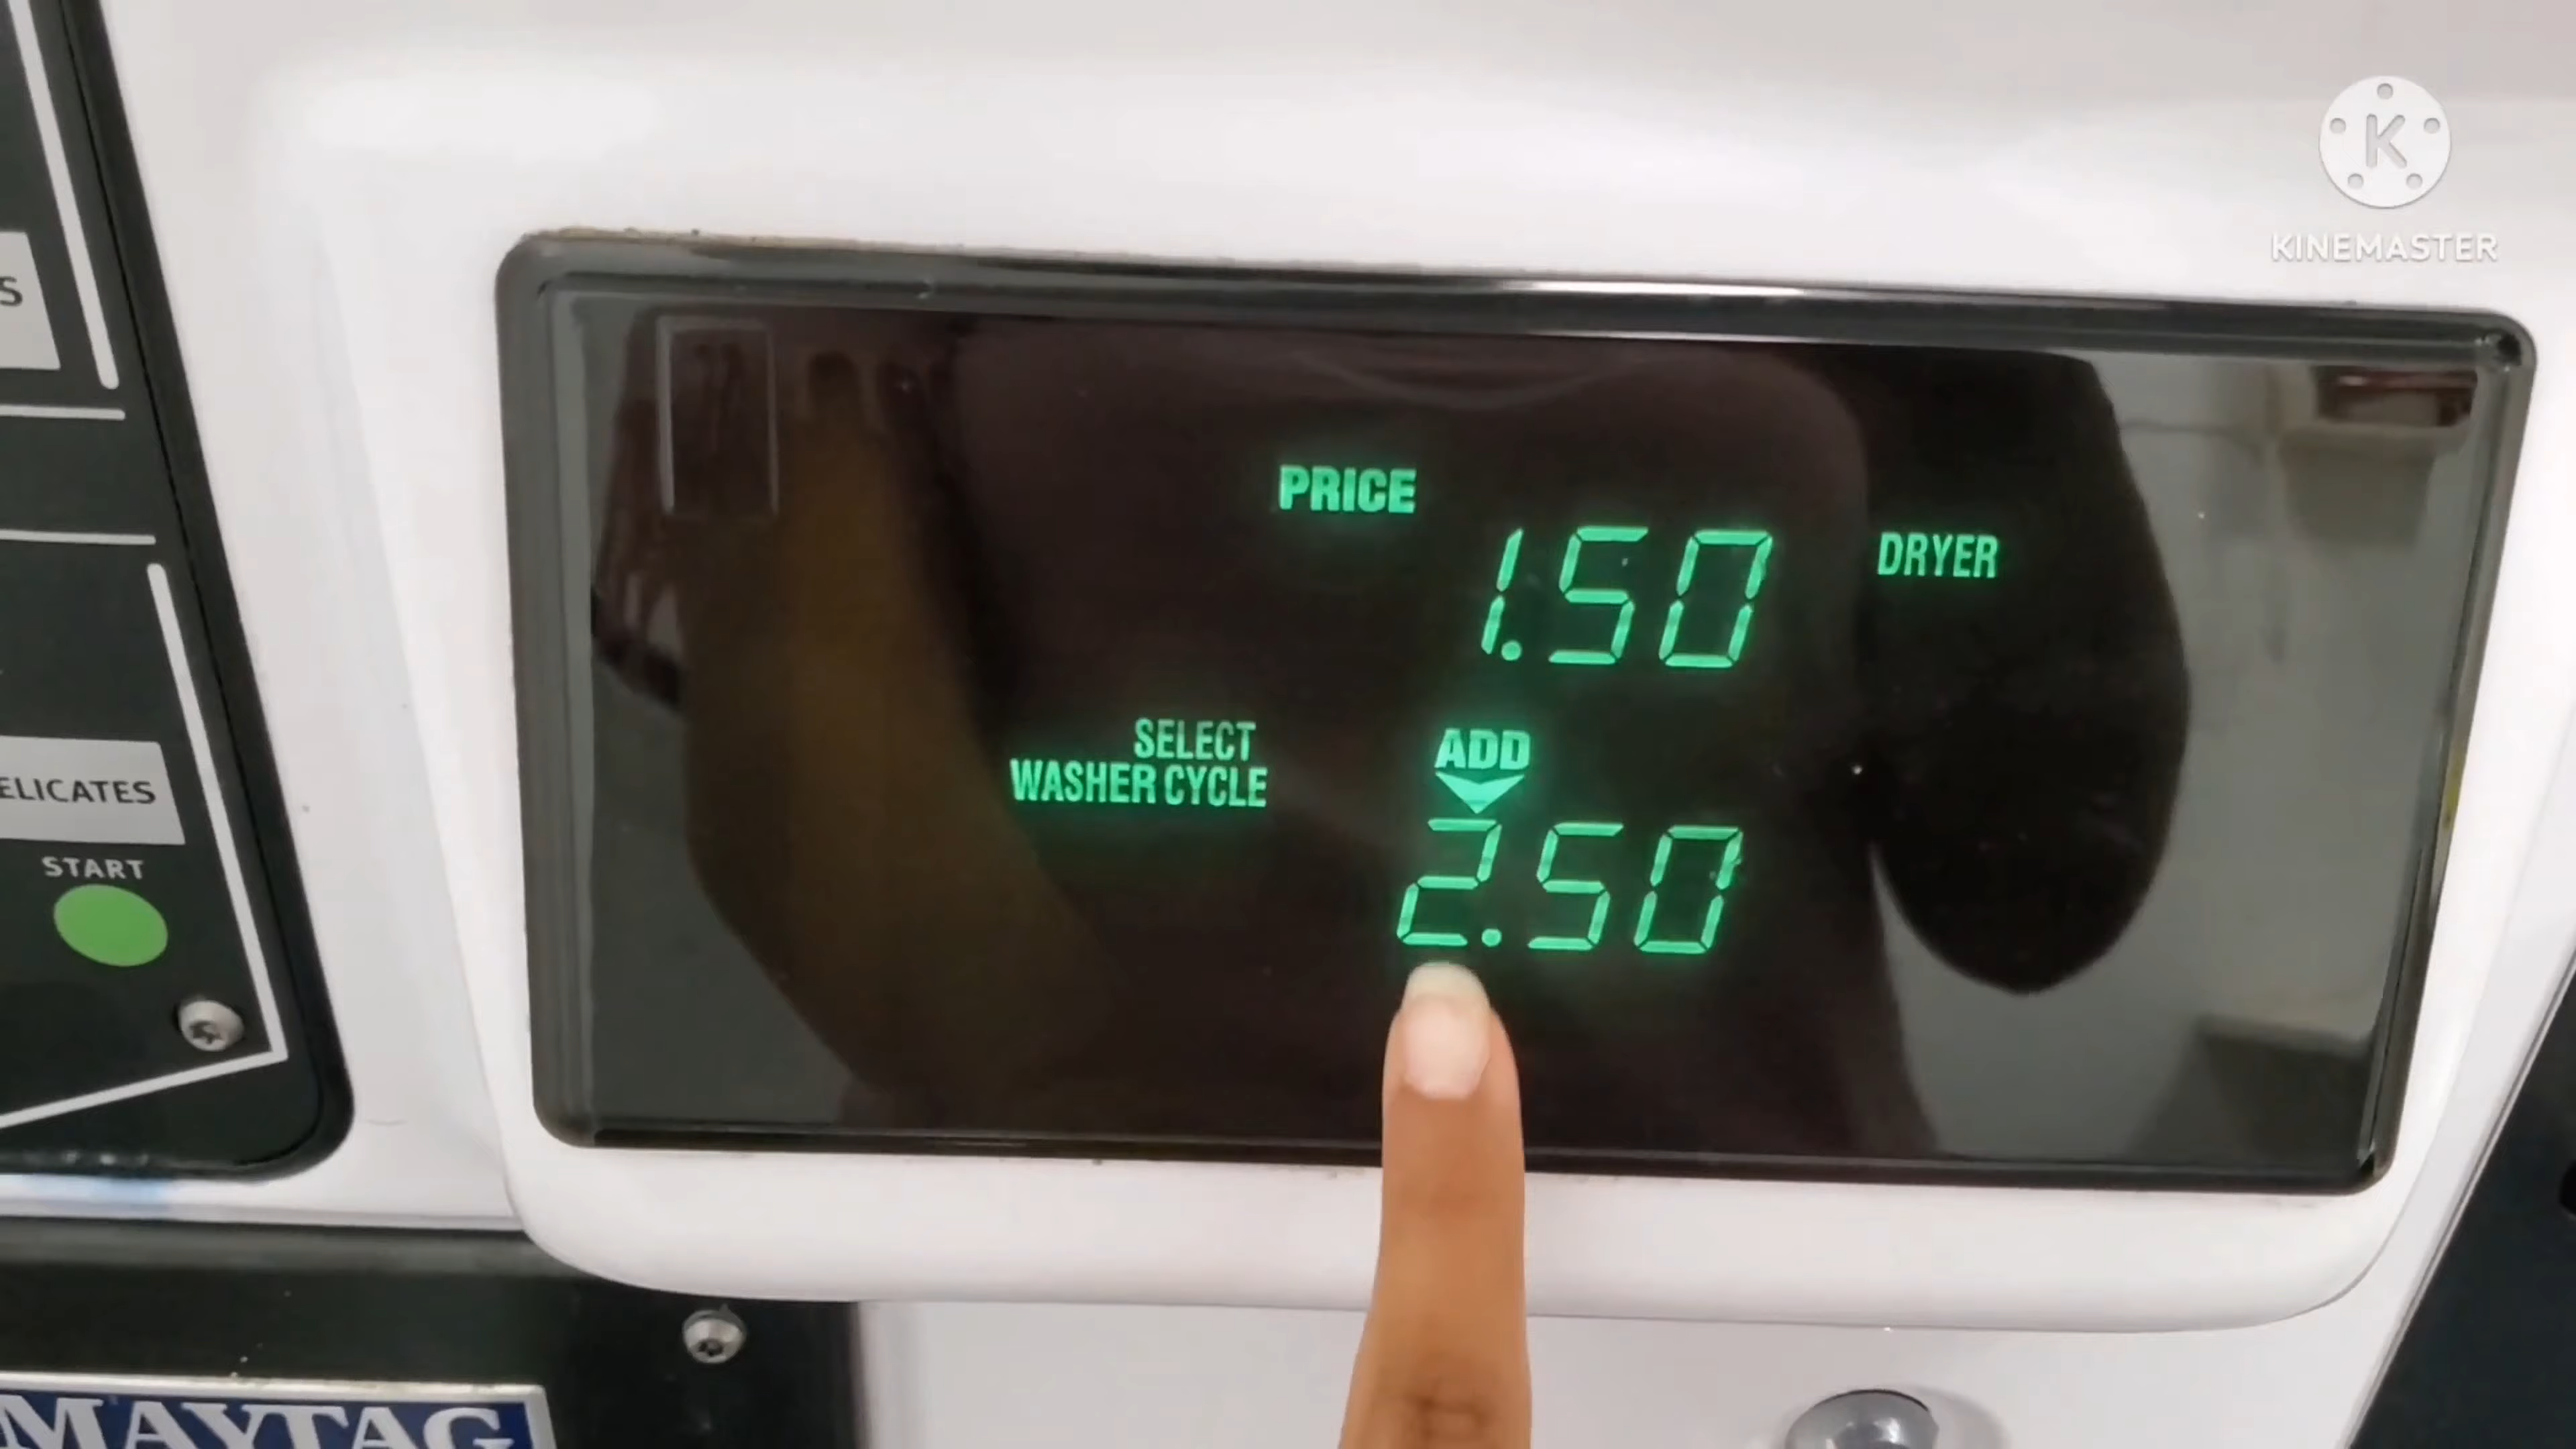 K
KINEMASTER
S
PRICE
1.50
DRYER
SELECT
WASHER CYCLE
ADD
2.50
ELICATES
START
MAYTAG